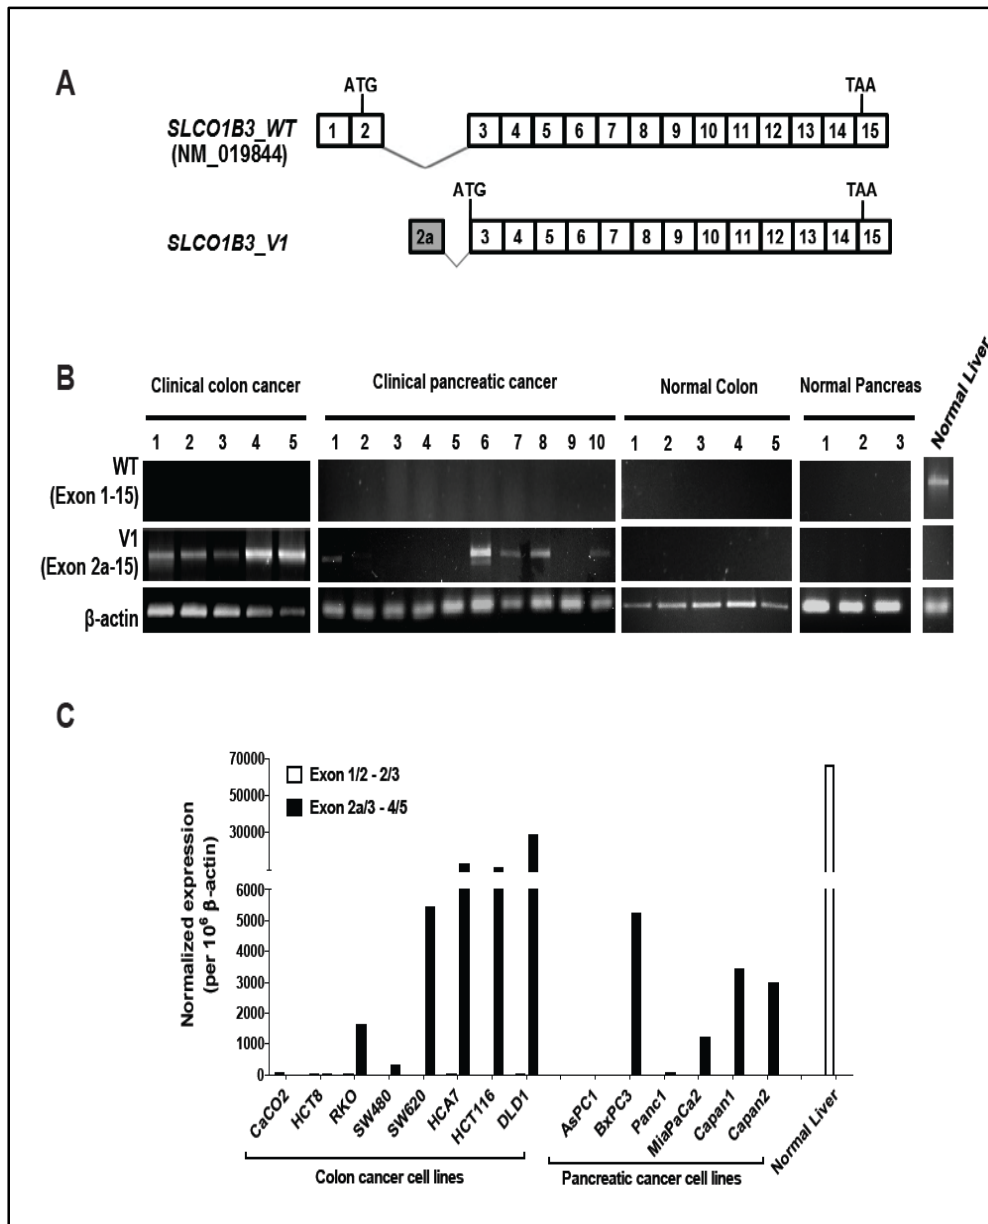 A
ATG
TAA
SLCO1B3_WT
(NM_019844)
1 2 3 4 5 6 7 8 9 10 11 12 13 14 15
ATG
TAA
SLCO1B3_V1
2a 3 4 5 6 7 8 9 10 11 12 13 14 15
B
Clinical colon cancer
Clinical pancreatic cancer
Normal Colon
Normal Pancreas
Normal Liver
1 2 3 4 5 1 2 3 4 5 6 7 8 9 10 1 2 3 4 5 1 2 3
WT
(Exon 1-15)
V1
(Exon 2a-15)
β-actin
C
Normalized expression
(per 10⁶ β-actin)
70000
50000
30000
6000
5000
4000
3000
2000
1000
0
Exon 1/2 - 2/3
Exon 2a/3 - 4/5
CaCO2
HCT8
RKO
SW480
SW620
HCA7
HCT116
DLD1
AsPC1
BxPC3
Panc1
MiaPaCa2
Capan1
Capan2
Normal Liver
Colon cancer cell lines
Pancreatic cancer cell lines